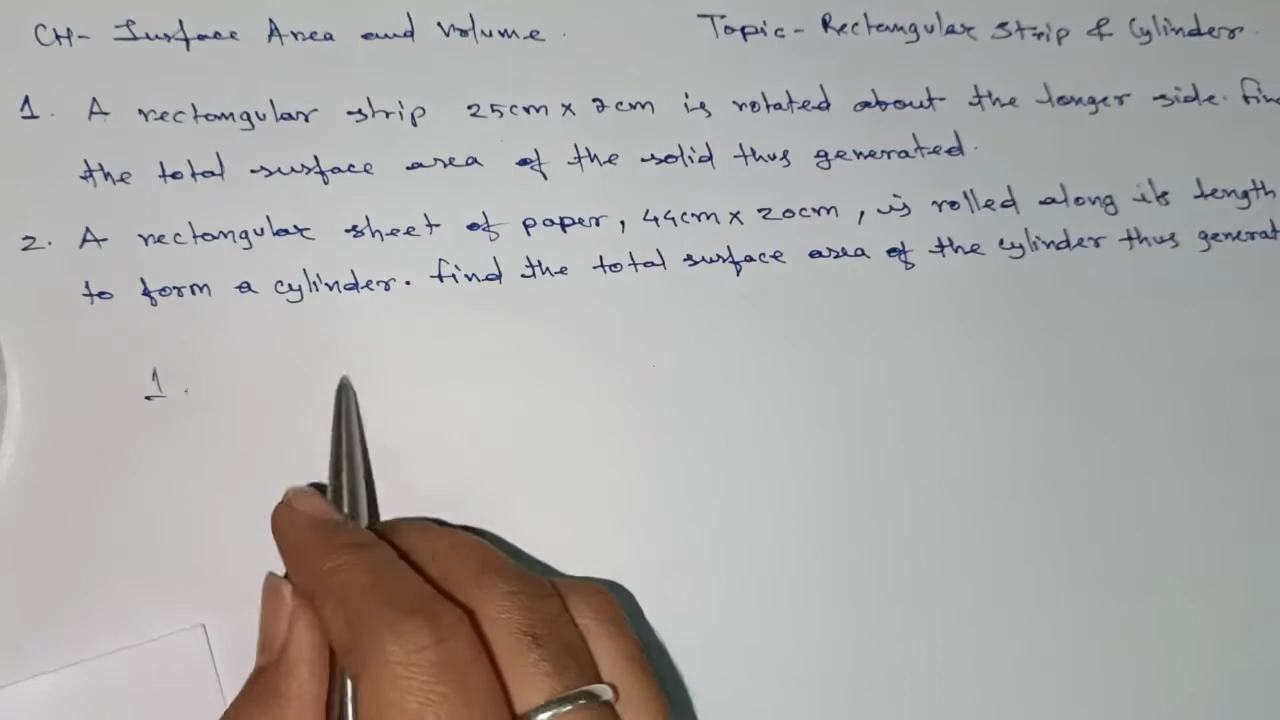 CH- Surface Area and Volume. Topic- Rectangular Strip & Cylinder.
1. A rectangular strip 25cm x 7cm is rotated about the longer side. Find
the total surface area of the solid thus generated.
2. A rectangular sheet of paper, 44cm x 20cm, is rolled along its length
to form a cylinder. find the total surface area of the cylinder thus generat
1.